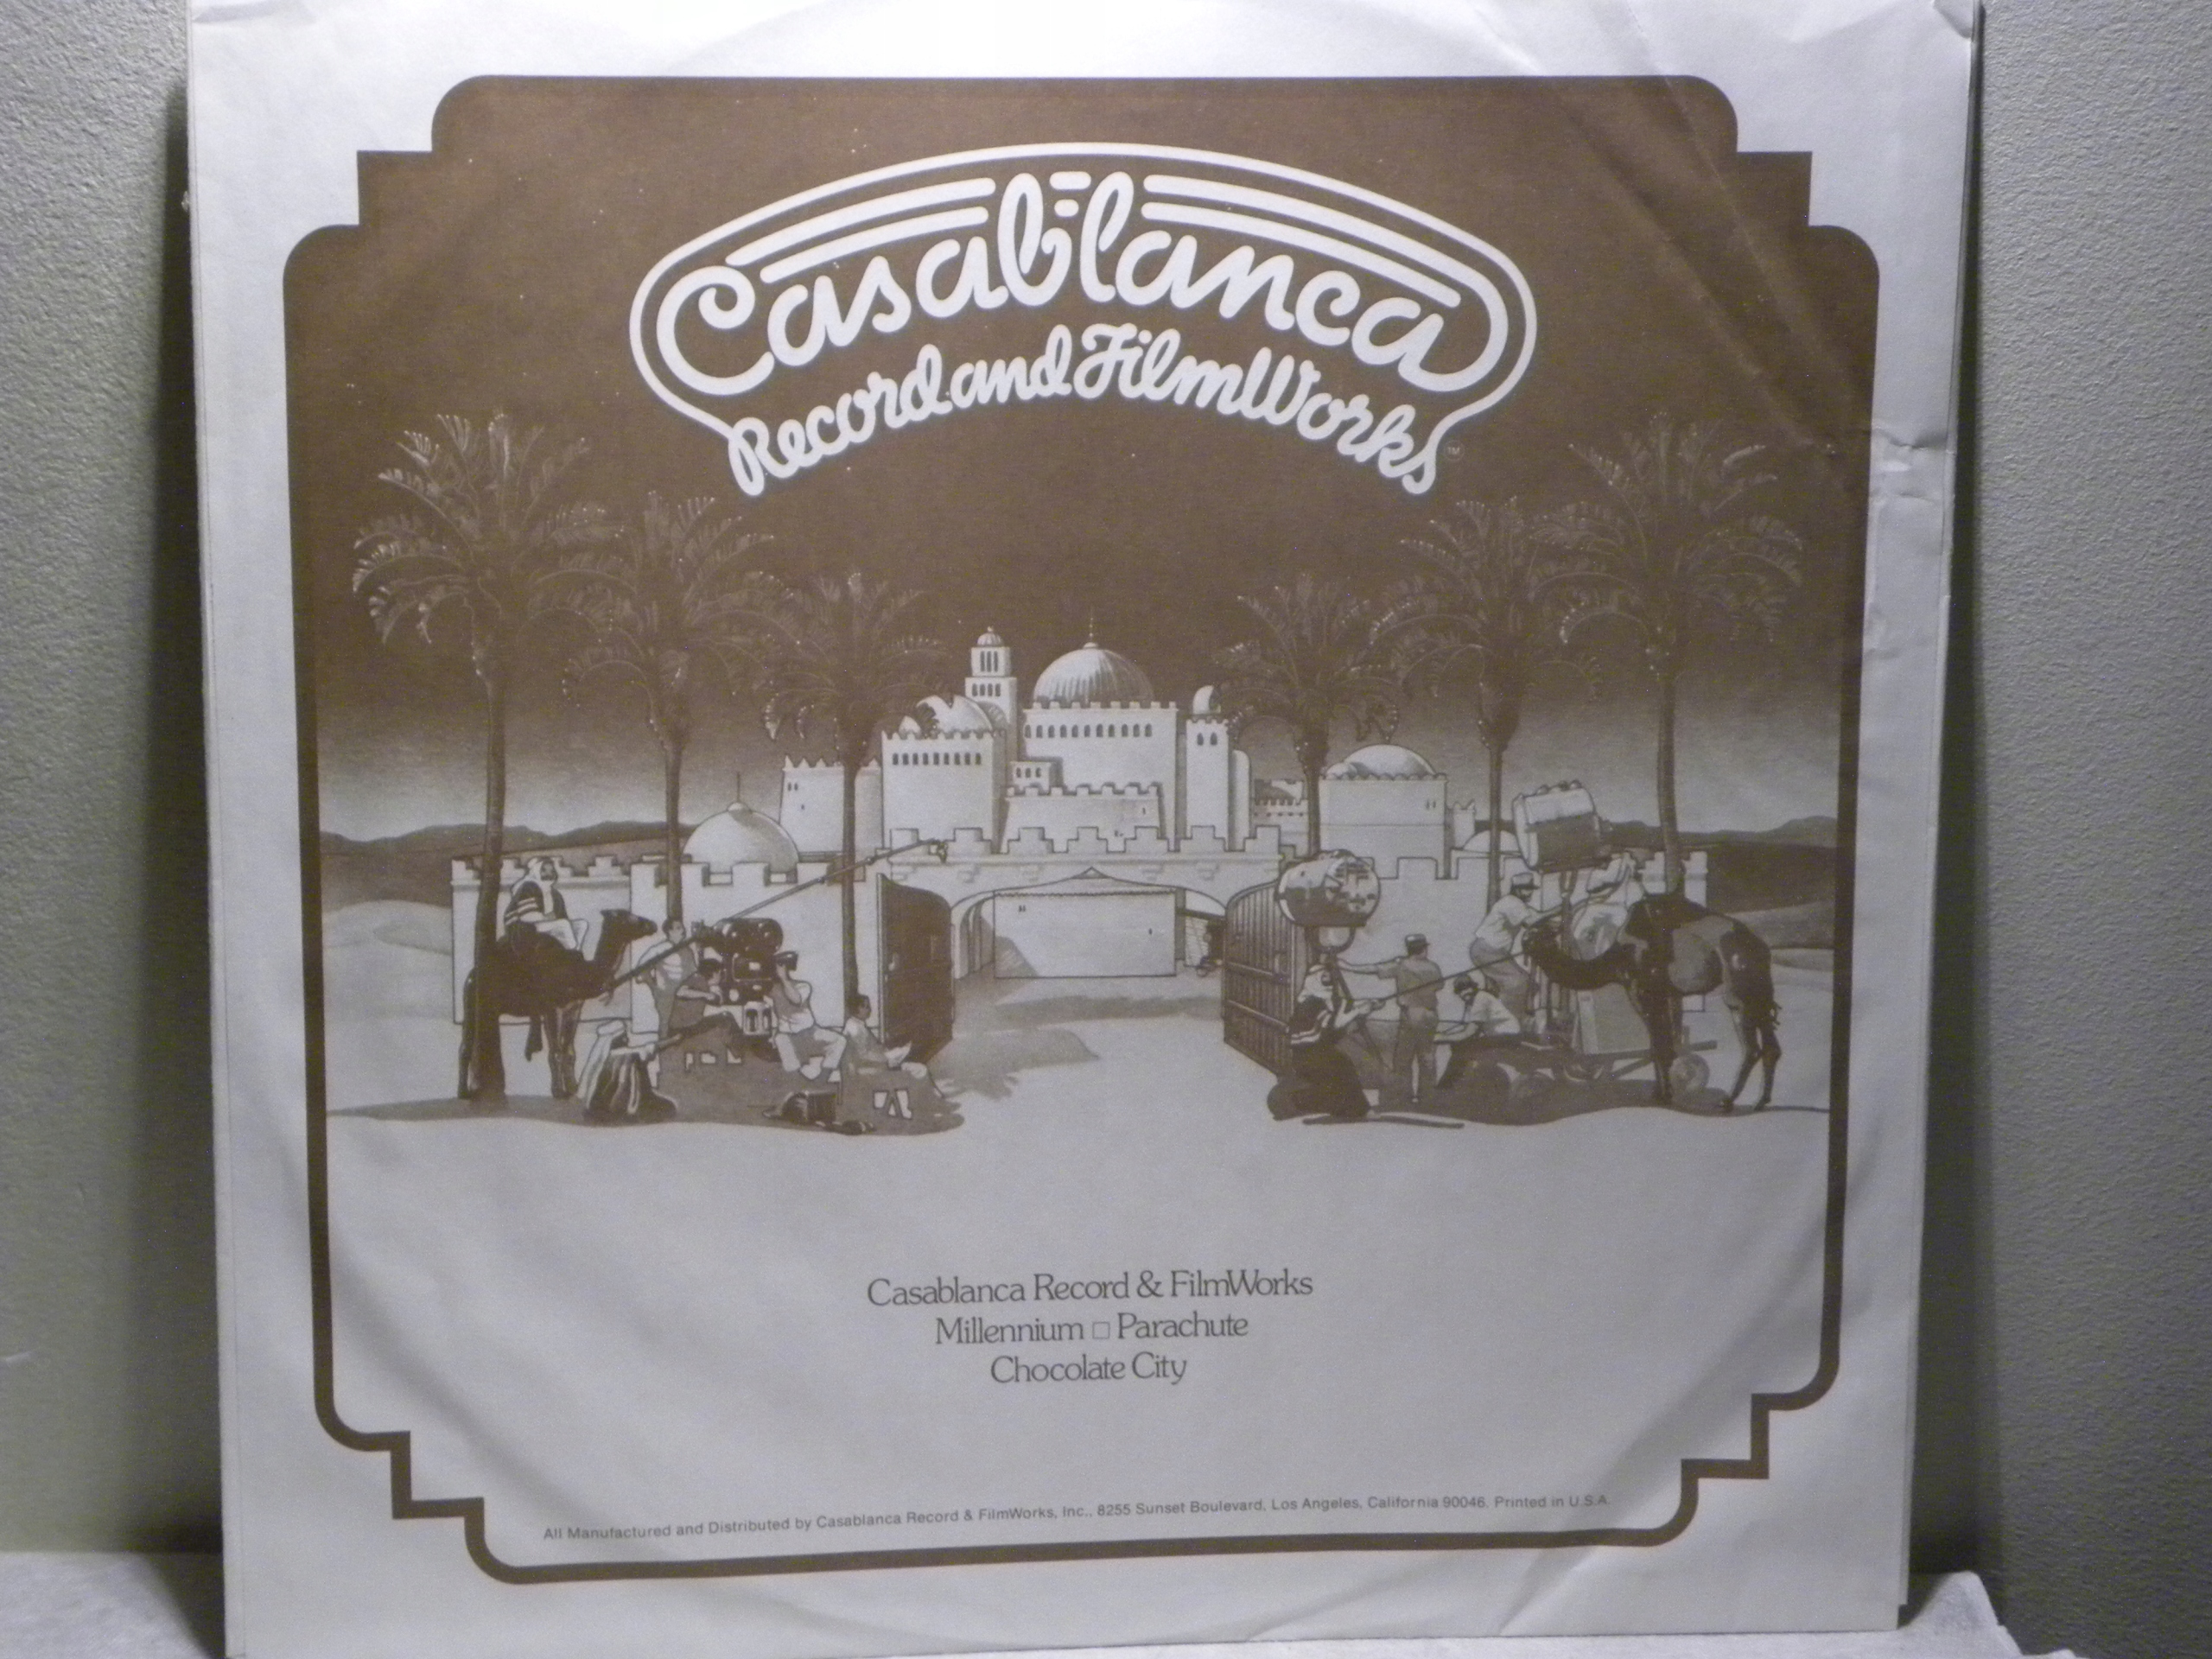 Casablanca
Record and FilmWorks ™
Casablanca Record & FilmWorks
Millennium □ Parachute
Chocolate City
All Manufactured and Distributed by Casablanca Record & FilmWorks, Inc., 8255 Sunset Boulevard, Los Angeles, California 90046. Printed in U.S.A.